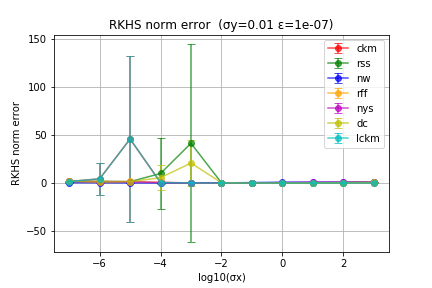 RKHS norm error (σy=0.01 ε=1e-07)
150
100
50
0
−50
RKHS norm error
−6
−4
−2
0
2
log10(σx)
ckm
rss
nw
rff
nys
dc
lckm